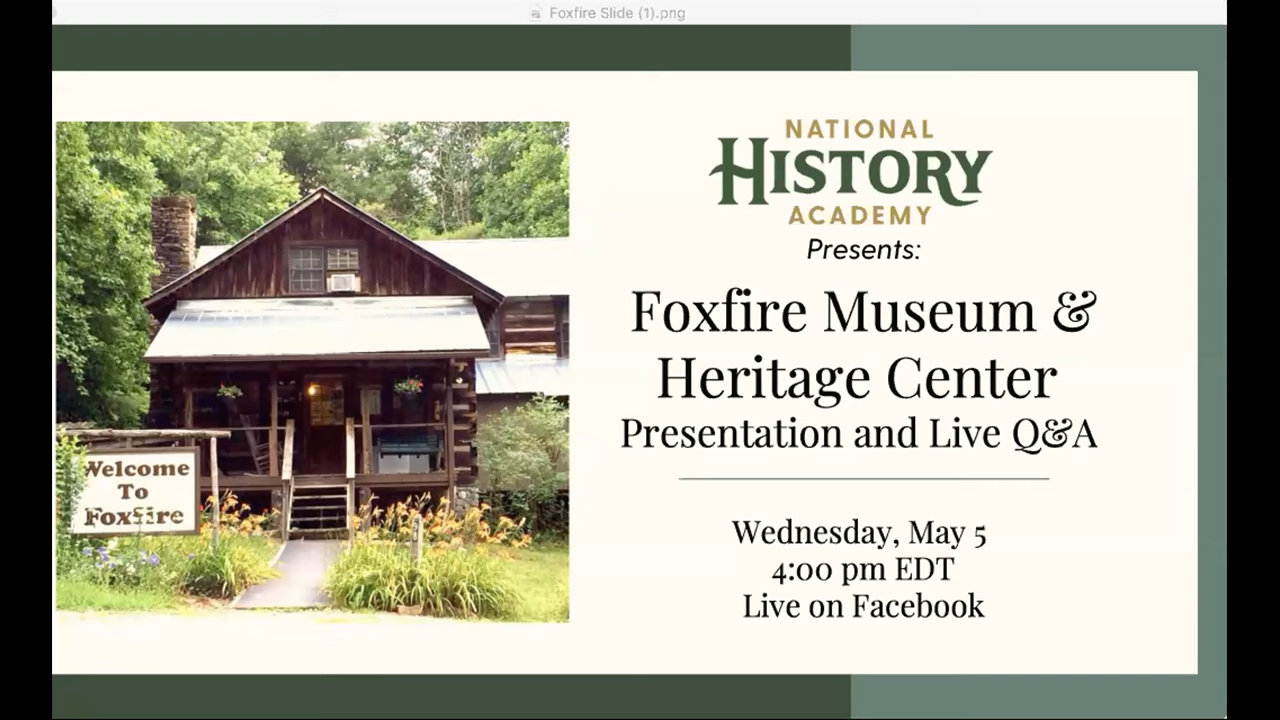 Foxfire Slide (1).png
NATIONAL
HISTORY
ACADEMY
Presents:
Foxfire Museum &
Heritage Center
Presentation and Live Q&A
Wednesday, May 5
4:00 pm EDT
Live on Facebook
Welcome
To
Foxfire